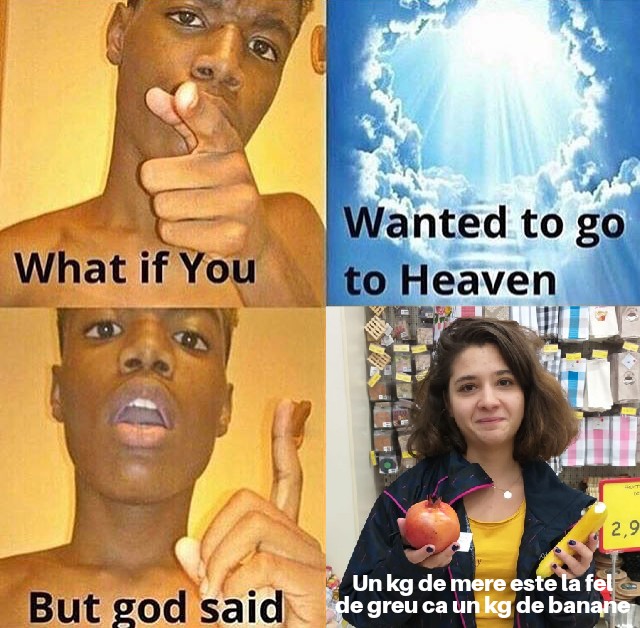 What if You
Wanted to go
to Heaven
But god said
2,9
Un kg de mere este la fel
de greu ca un kg de banane